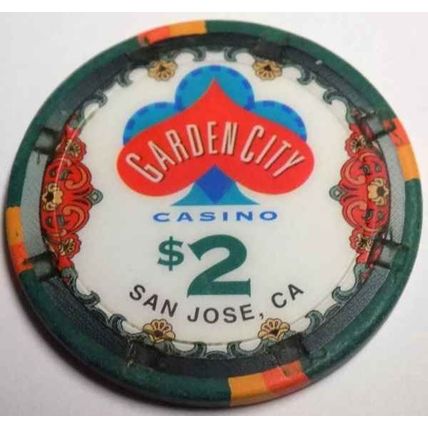 GARDEN CITY
CASINO
$2
SAN JOSE, CA